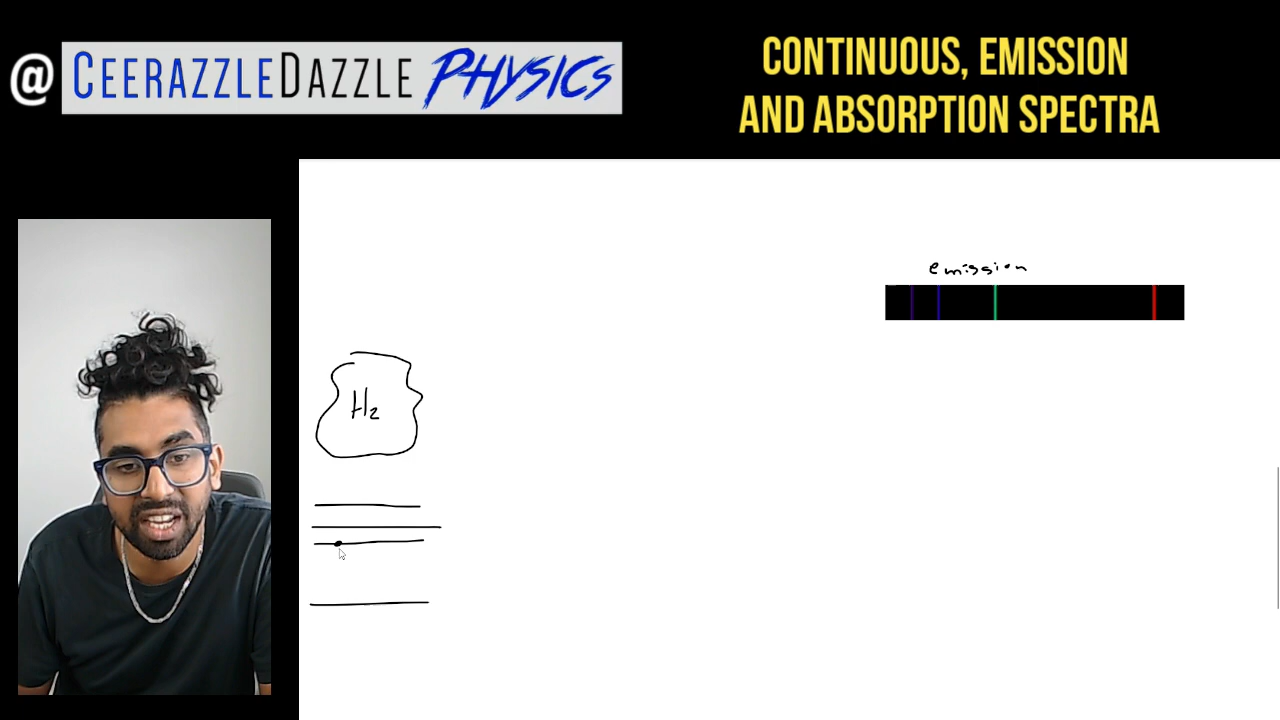 @ CEERAZZLEDAZZLE PHYSICS
CONTINUOUS, EMISSION
AND ABSORPTION SPECTRA
emission
H₂